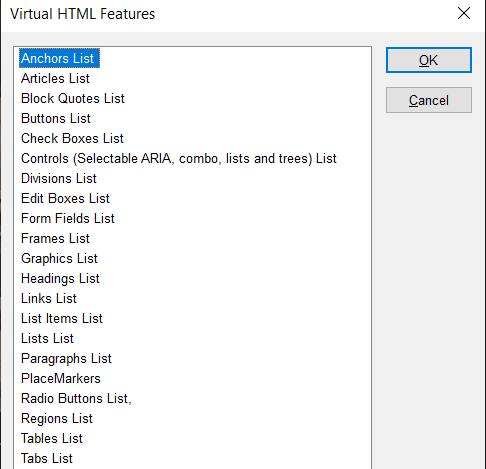 Virtual HTML Features
Anchors List
Articles List
Block Quotes List
Buttons List
Check Boxes List
Controls (Selectable ARIA, combo, lists and trees) List
Divisions List
Edit Boxes List
Form Fields List
Frames List
Graphics List
Headings List
Links List
List Items List
Lists List
Paragraphs List
PlaceMarkers
Radio Buttons List,
Regions List
Tables List
Tabs List
OK
Cancel